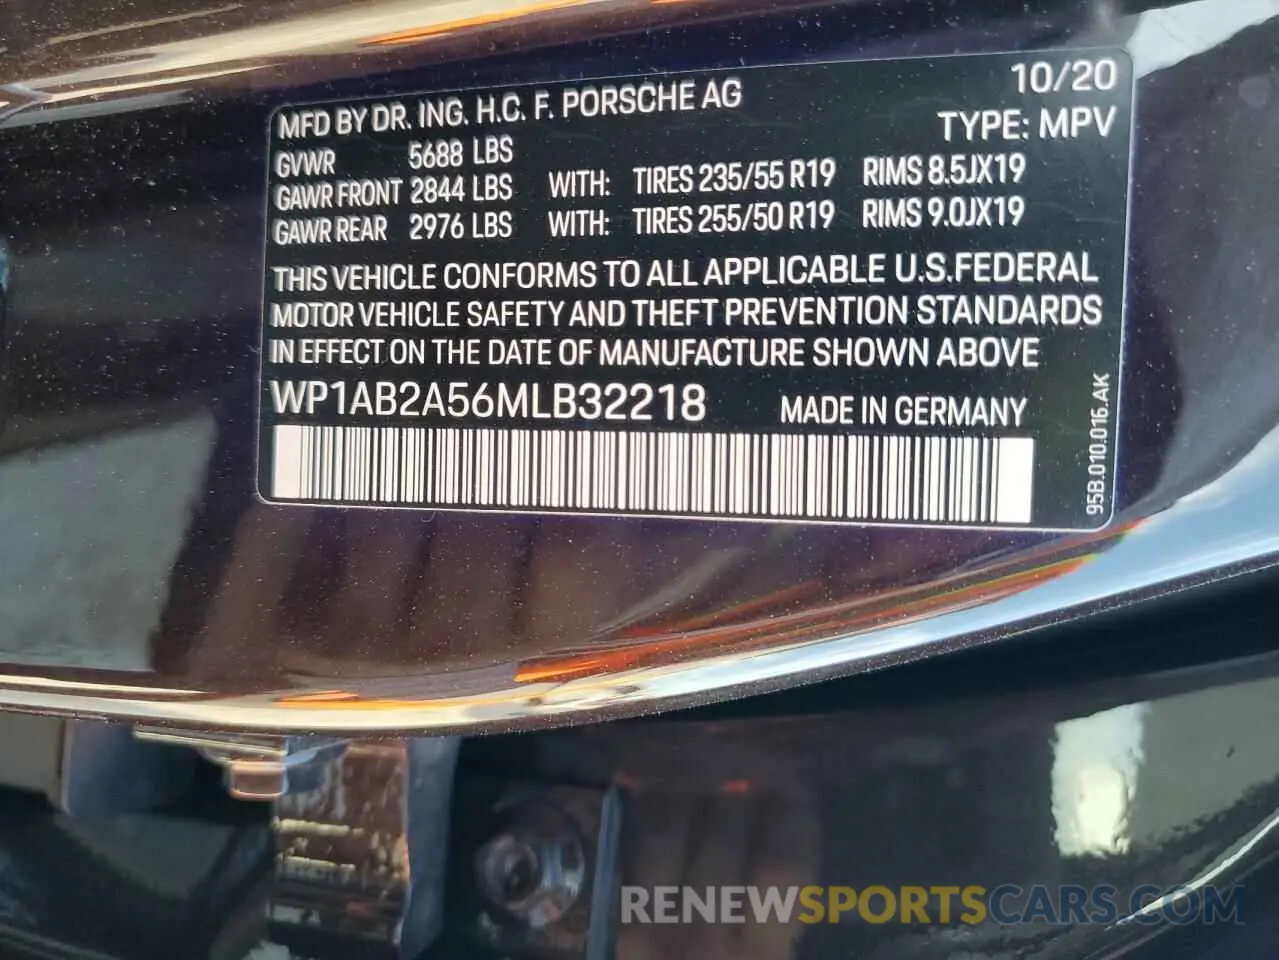 MFD BY DR. ING. H.C. F. PORSCHE AG 10/20
TYPE: MPV
GVWR 5688 LBS
GAWR FRONT 2844 LBS WITH: TIRES 235/55 R19 RIMS 8.5JX19
GAWR REAR 2976 LBS WITH: TIRES 255/50 R19 RIMS 9.0JX19
THIS VEHICLE CONFORMS TO ALL APPLICABLE U.S.FEDERAL
MOTOR VEHICLE SAFETY AND THEFT PREVENTION STANDARDS
IN EFFECT ON THE DATE OF MANUFACTURE SHOWN ABOVE
WP1AB2A56MLB32218 MADE IN GERMANY
95B.010.016.AK
RENEWSPORTSCARS.COM